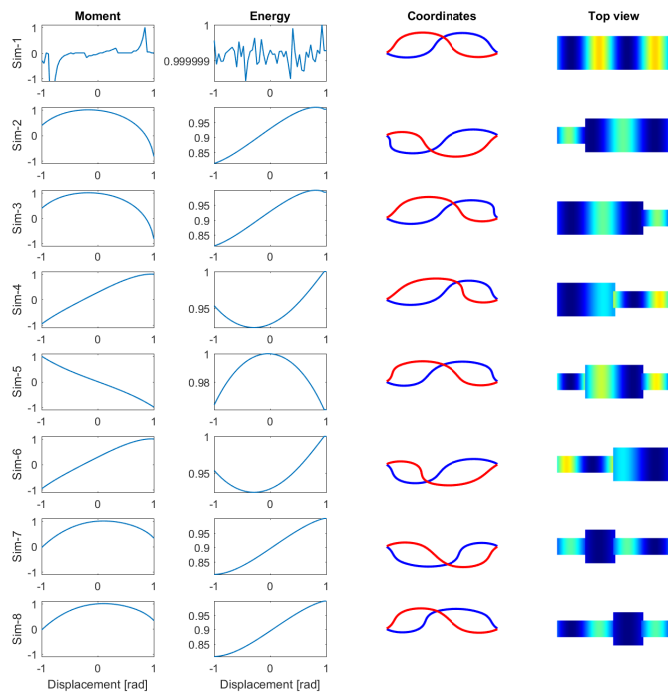 Moment Energy Coordinates Top view
Sim-1
1 0 -1
-1 0 1
1 0.999999
-1 0 1
Sim-2
1 0 -1
-1 0 1
0.95 0.9 0.85
-1 0 1
Sim-3
1 0 -1
-1 0 1
0.95 0.9 0.85
-1 0 1
Sim-4
1 0 -1
-1 0 1
1 0.95
-1 0 1
Sim-5
1 0 -1
-1 0 1
1 0.98
-1 0 1
Sim-6
1 0 -1
-1 0 1
1 0.95
-1 0 1
Sim-7
1 0 -1
-1 0 1
0.95 0.9 0.85
-1 0 1
Sim-8
1 0 -1
-1 0 1
0.95 0.9 0.85
-1 0 1
Displacement [rad] Displacement [rad]